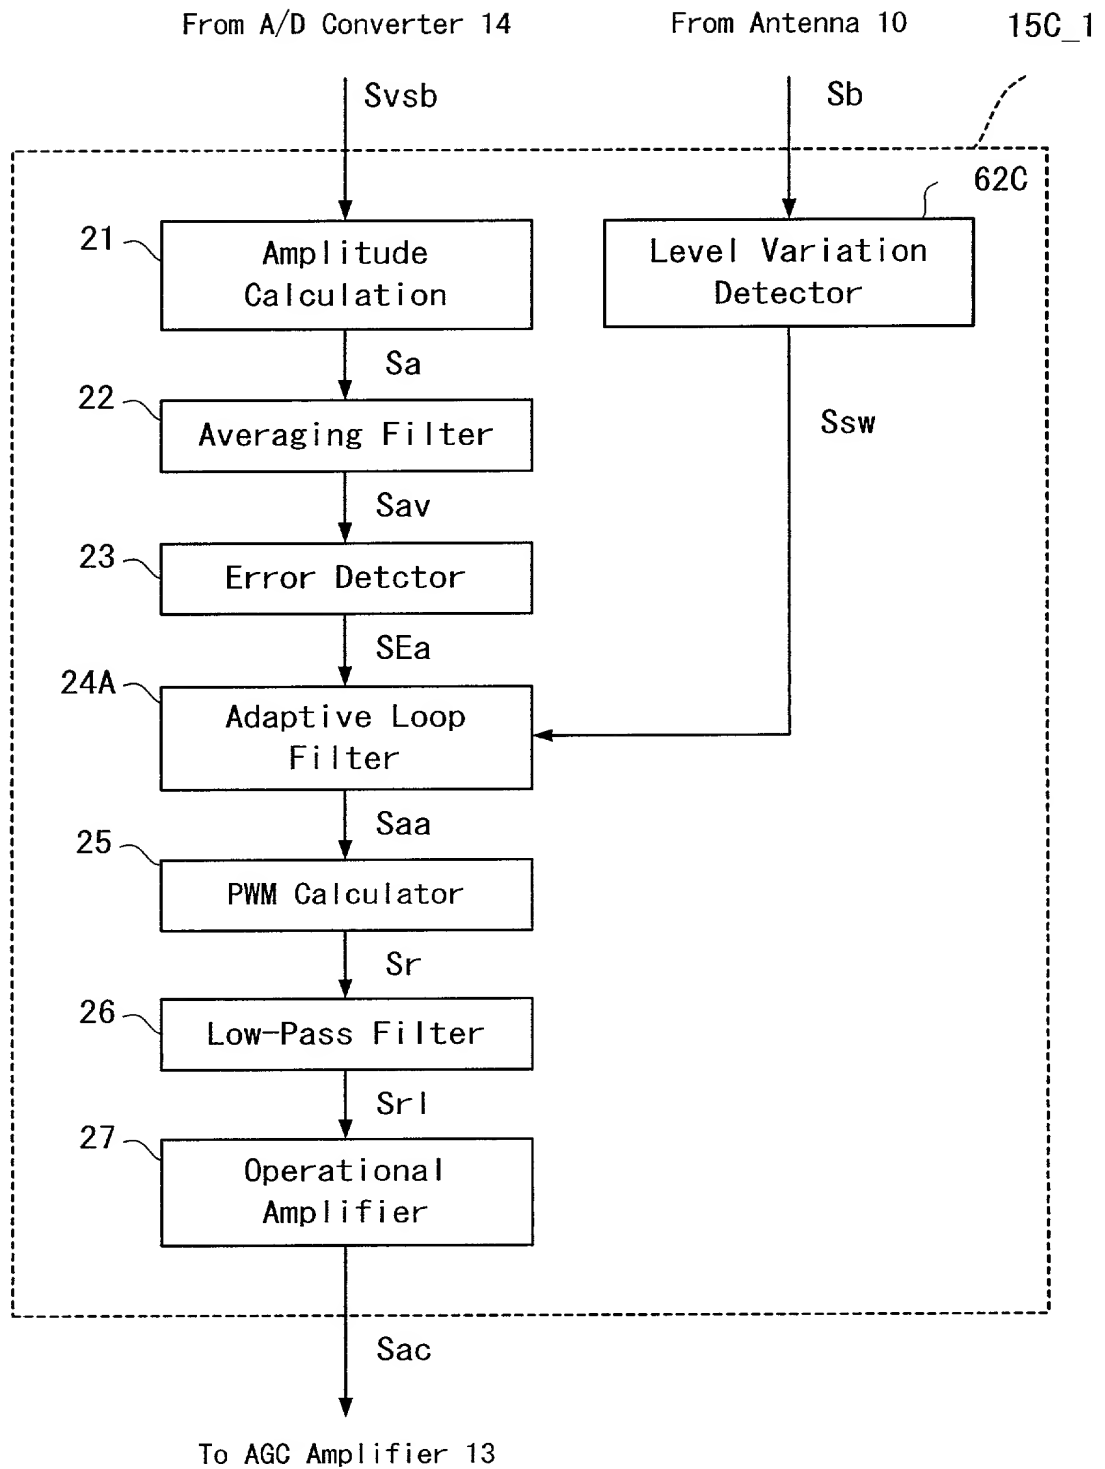 From A/D Converter 14
From Antenna 10
15C_1
Svsb
Sb
62C
21
Amplitude
Calculation
Level Variation
Detector
Sa
22
Averaging Filter
Ssw
Sav
23
Error Detctor
SEa
24A
Adaptive Loop
Filter
Saa
25
PWM Calculator
Sr
26
Low-Pass Filter
Srl
27
Operational
Amplifier
Sac
To AGC Amplifier 13